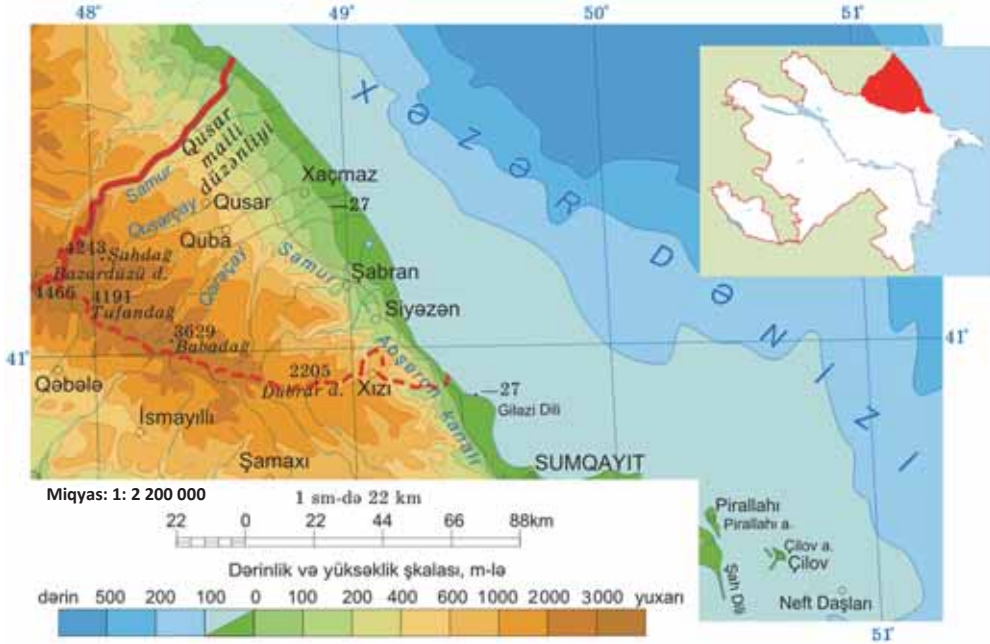 48°
49°
50°
51°
X Ə Z Ə R D Ə N İ Z İ
Qusar
maili
düzənliyi
Xaçmaz
—27
Samur
Qusar
Qusarçay
Quba
Qaraçay
4243
Şahdağ
Bazardüzü d.
4466
4191
Tufandağ
3629
Babadağ
Samur
Şabran
Siyəzən
Abşeron kanalı
41°
41°
2205
Dübrar d.
Xızı
—27
Giləzi Dili
Qəbələ
İsmayıllı
Şamaxı
SUMQAYIT
Miqyas: 1: 2 200 000
1 sm-də 22 km
22 0 22 44 66 88km
Dərinlik və yüksəklik şkalası, m-lə
dərin 500 200 100 0 100 200 400 600 1000 2000 3000 yuxarı
Pirallahı
Pirallahı a.
Çilov a.
Çilov
Şah Dili
Neft Daşları
51°